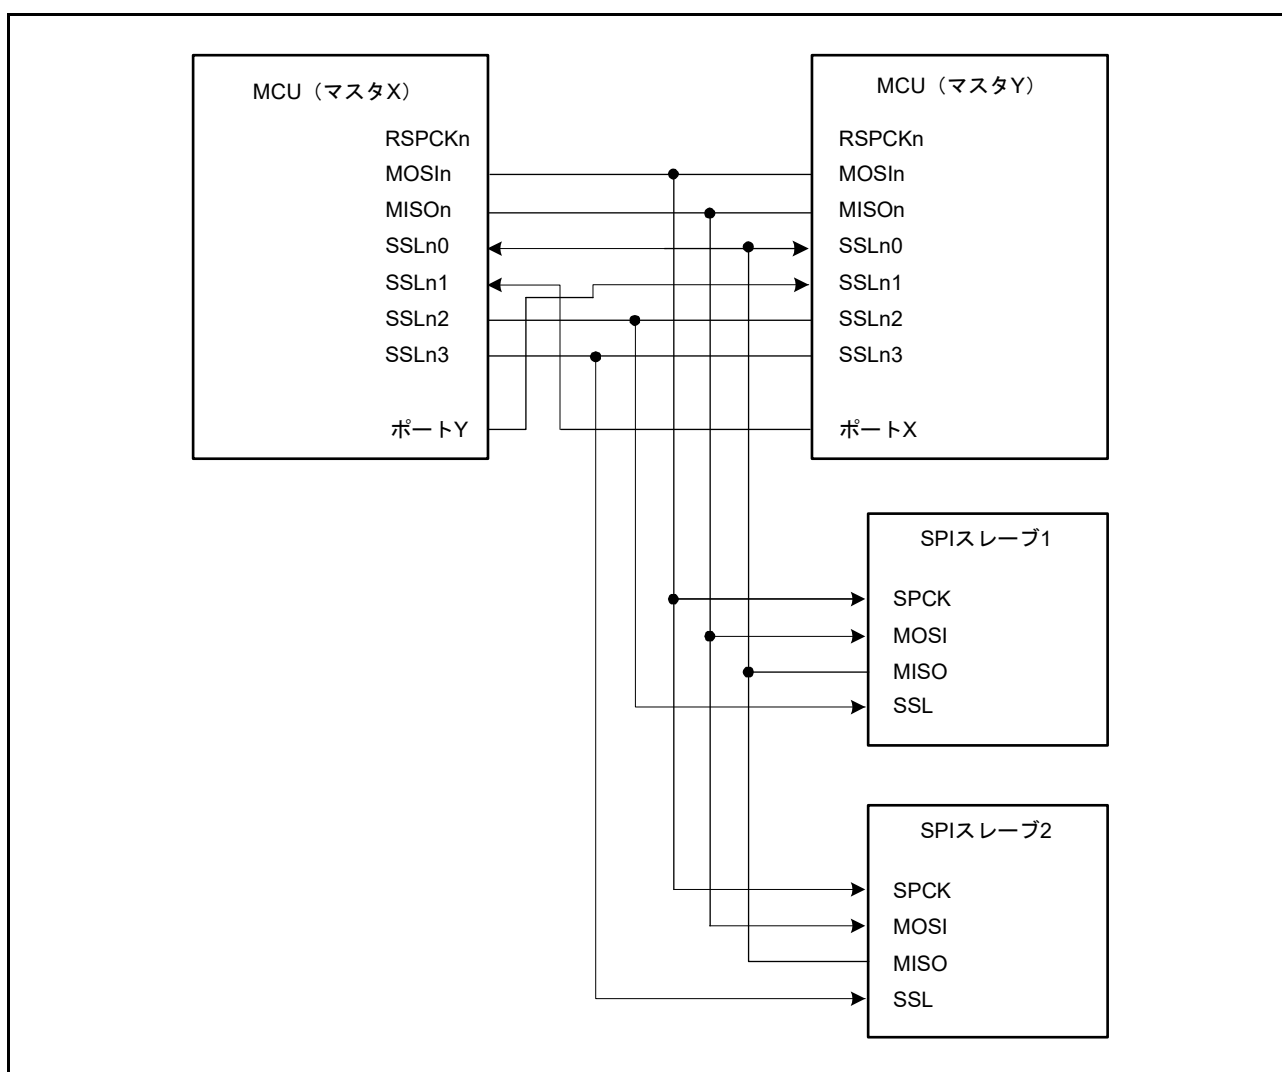 MCU（マスタX）
RSPCKn
MOSIn
MISOn
SSLn0
SSLn1
SSLn2
SSLn3
ポートY
MCU（マスタY）
RSPCKn
MOSIn
MISOn
SSLn0
SSLn1
SSLn2
SSLn3
ポートX
SPIスレーブ1
SPCK
MOSI
MISO
SSL
SPIスレーブ2
SPCK
MOSI
MISO
SSL